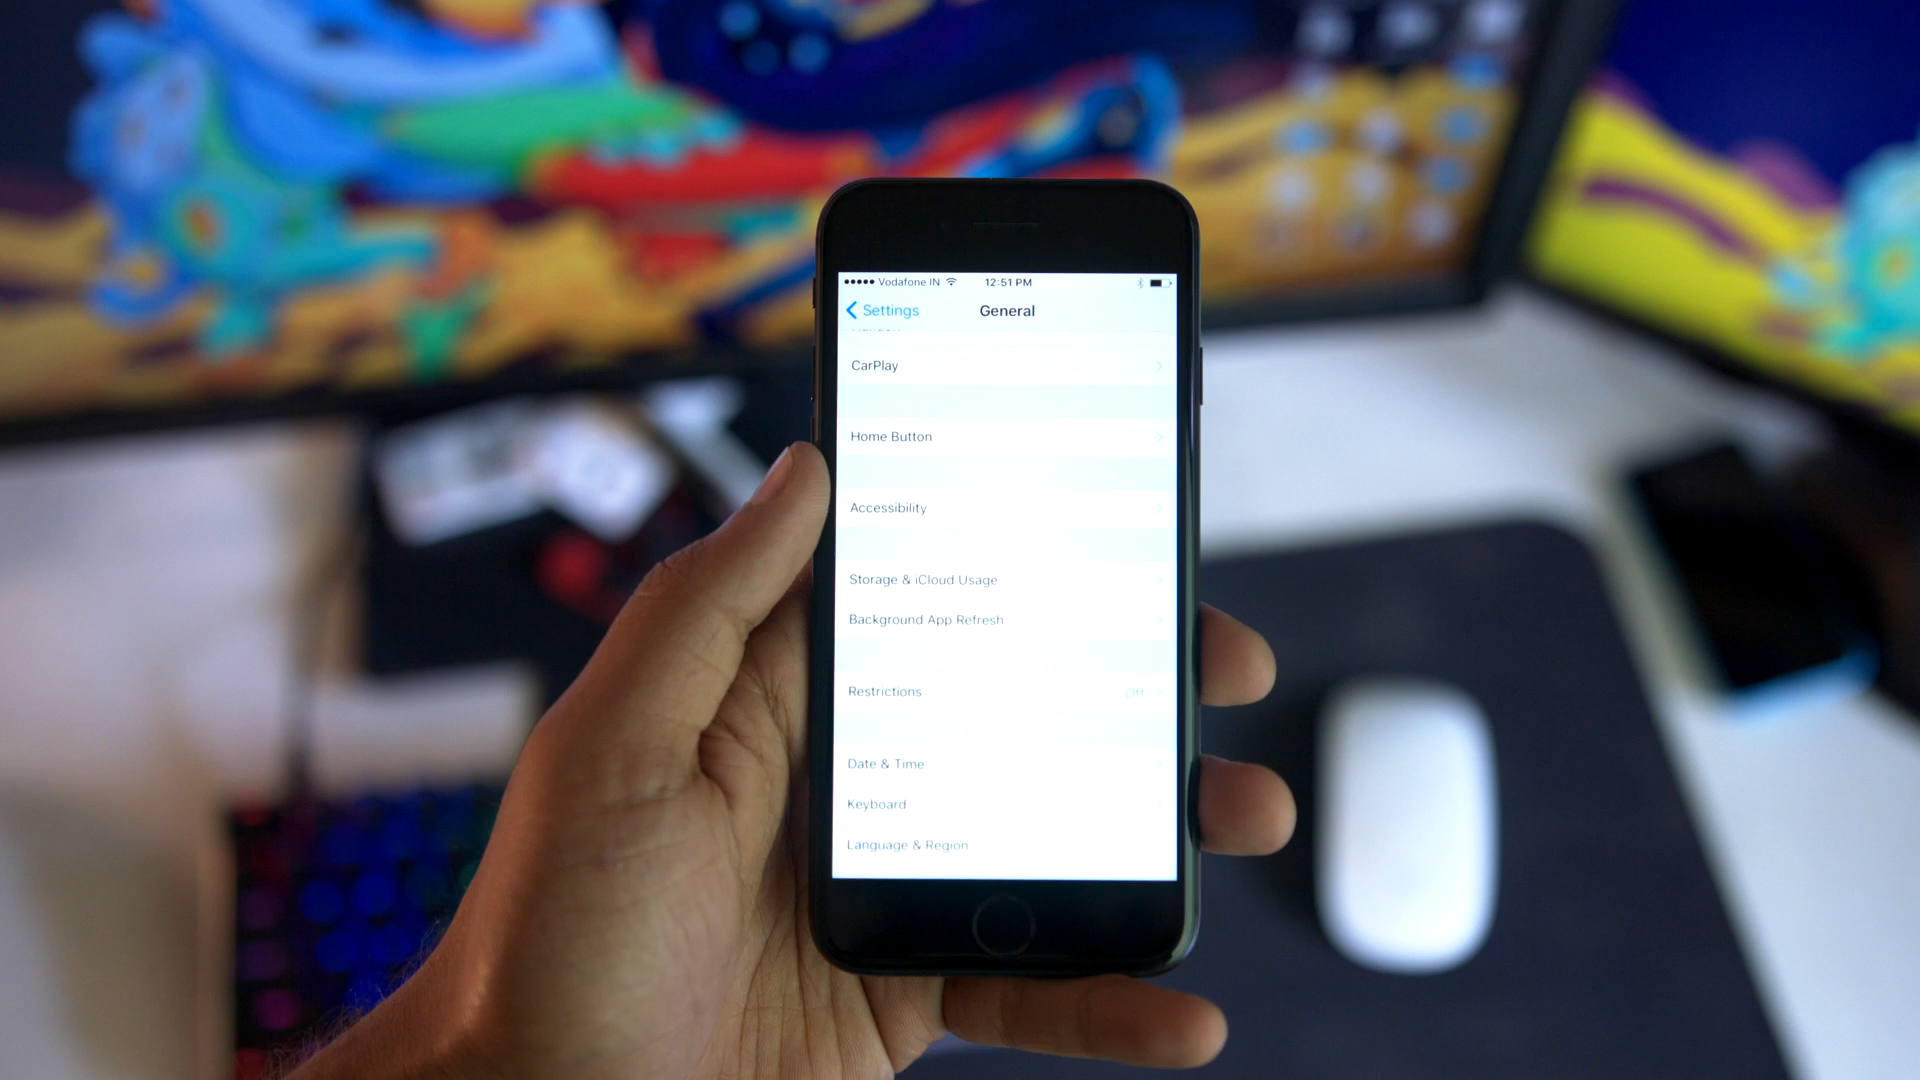 Vodafone IN 12:51 PM
Settings General
CarPlay
Home Button
Accessibility
Storage & iCloud Usage
Background App Refresh
Restrictions Off
Date & Time
Keyboard
Language & Region